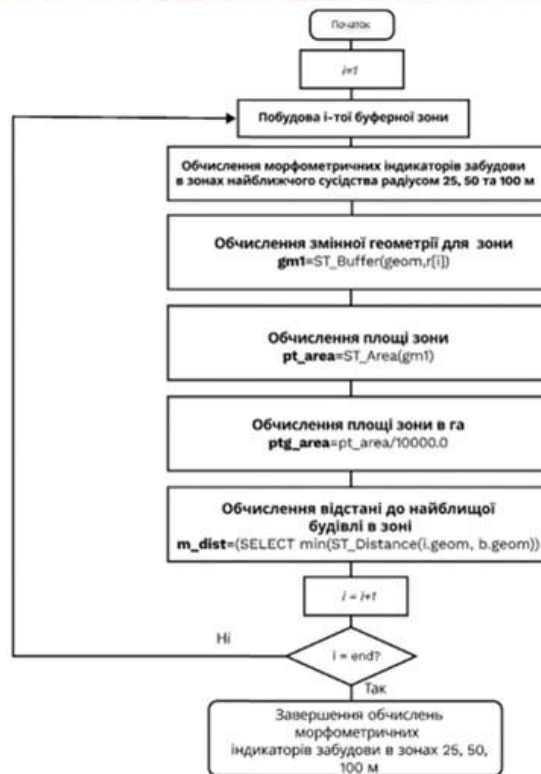 Початок
i=1
Побудова і-тої буферної зони
Обчислення морфометричних індикаторів забудови
в зонах найближчого сусідства радіусом 25, 50 та 100 м
Обчислення змінної геометрії для зони
gm1=ST_Buffer(geom,r[i])
Обчислення площі зони
pt_area=ST_Area(gm1)
Обчислення площі зони в га
ptg_area=pt_area/10000.0
Обчислення відстані до найблищої
будівлі в зоні
m_dist=(SELECT min(ST_Distance(i.geom, b.geom))
i = i+1
Ні
i = end?
Так
Завершення обчислень
морфометричних
індикаторів забудови в зонах 25, 50,
100 м